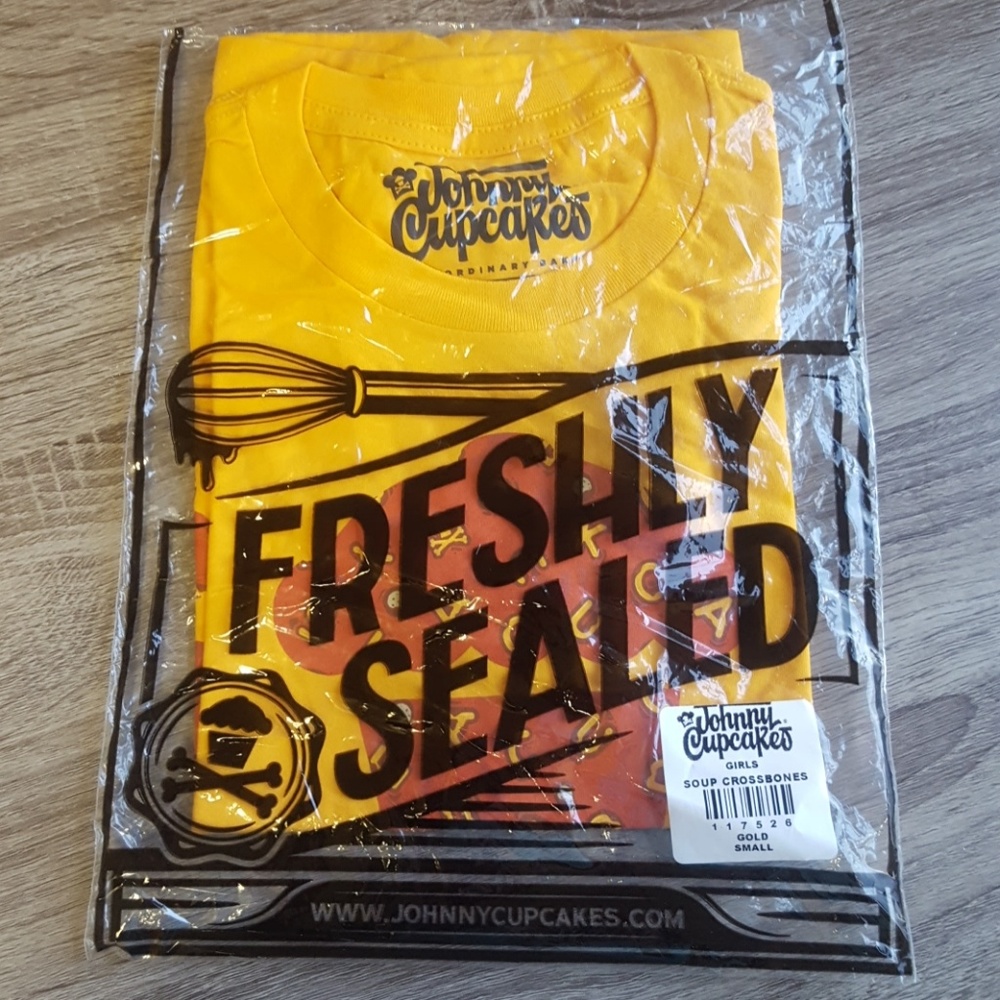 Johnny
Cupcakes
FRESHLY
SEALED
Johnny
Cupcakes
GIRLS
SOUP CROSSBONES
117526
GOLD
SMALL
WWW.JOHNNYCUPCAKES.COM